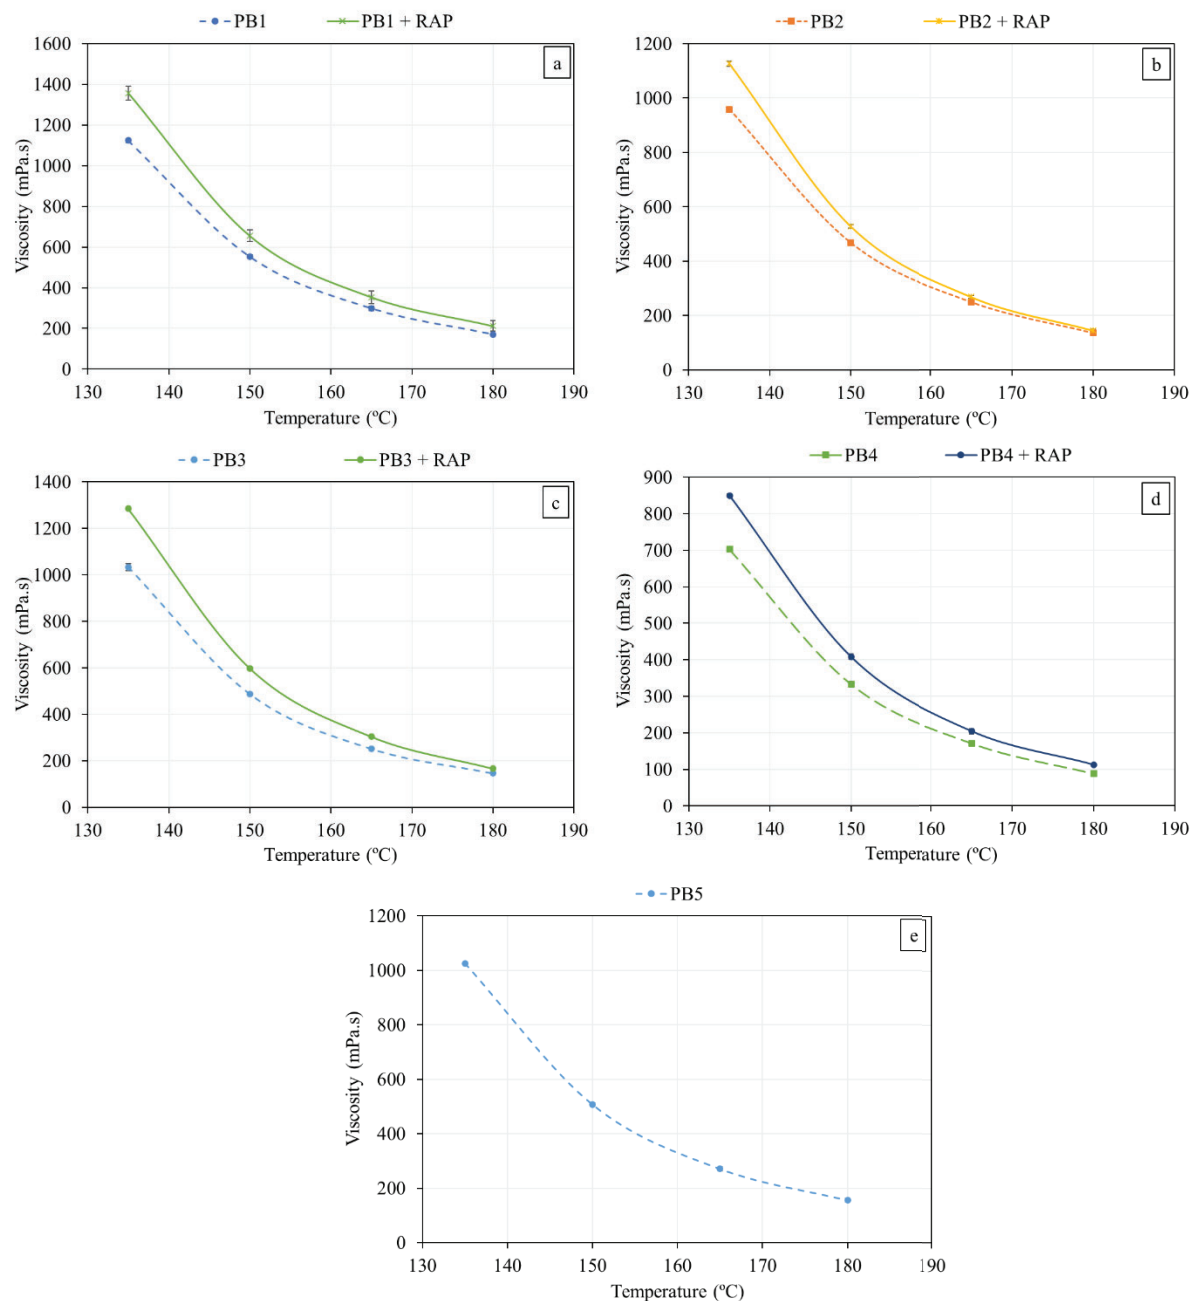 PB1 PB1 + RAP
a
1600
1400
1200
1000
800
600
400
200
0
Viscosity (mPa.s)
130 140 150 160 170 180 190
Temperature (ºC)
PB2 PB2 + RAP
b
1200
1000
800
600
400
200
0
Viscosity (mPa.s)
130 140 150 160 170 180 190
Temperature (ºC)
PB3 PB3 + RAP
c
1400
1200
1000
800
600
400
200
0
Viscosity (mPa.s)
130 140 150 160 170 180 190
Temperature (ºC)
PB4 PB4 + RAP
d
900
800
700
600
500
400
300
200
100
0
Viscosity (mPa.s)
130 140 150 160 170 180 190
Temperature (ºC)
PB5
e
1200
1000
800
600
400
200
0
Viscosity (mPa.s)
130 140 150 160 170 180 190
Temperature (ºC)